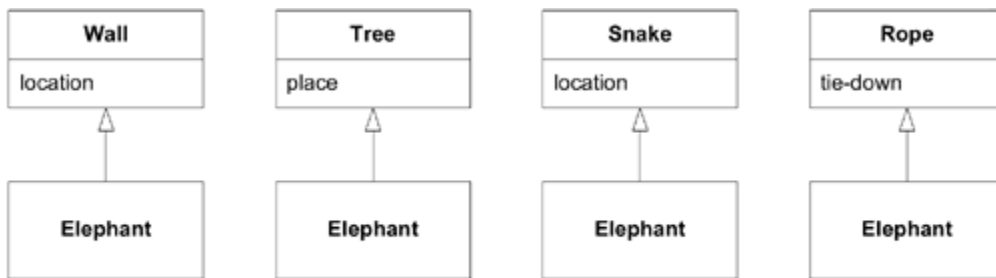 Wall
location
Tree
place
Snake
location
Rope
tie-down
Elephant
Elephant
Elephant
Elephant